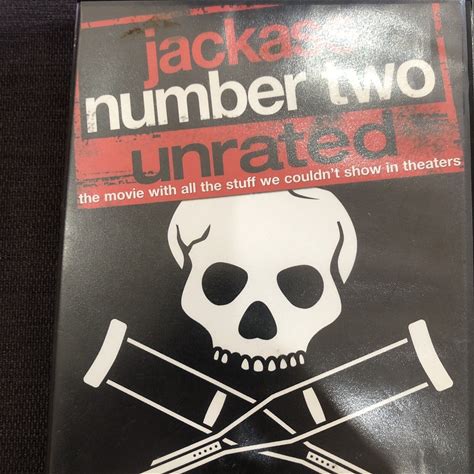 jackass
number two
unrated
the movie with all the stuff we couldn't show in theaters